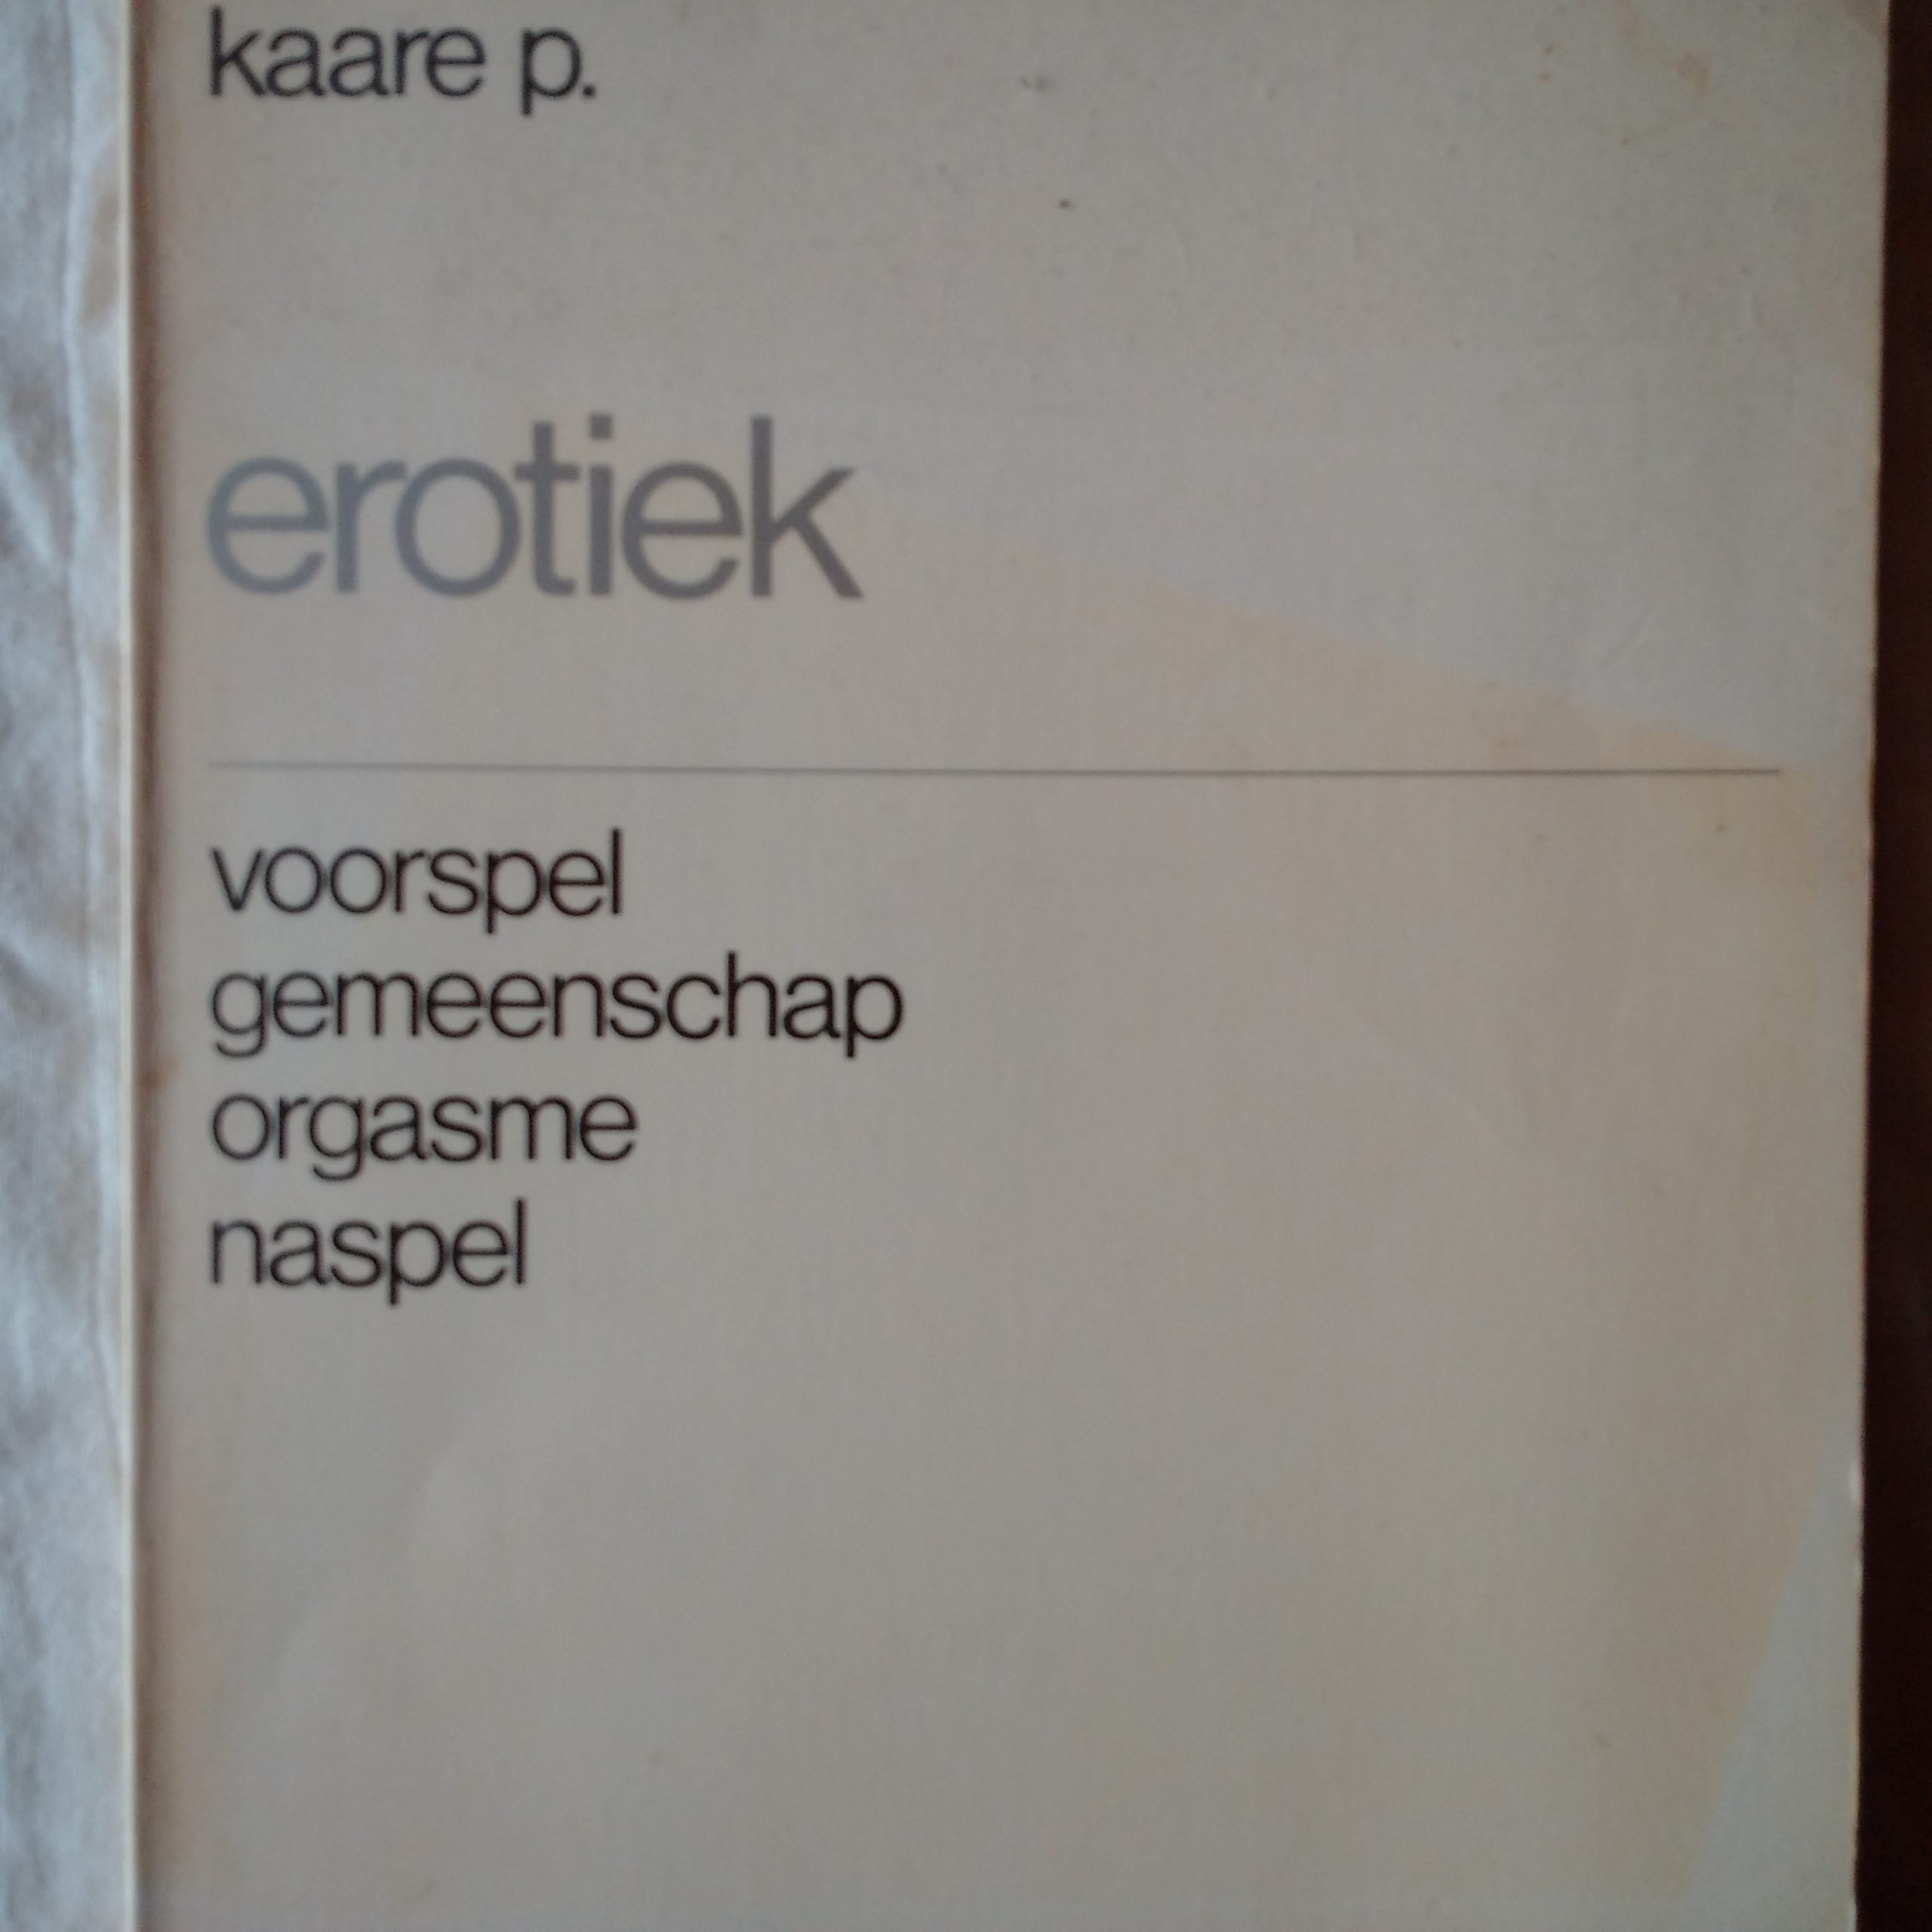 kaare p.
erotiek
voorspel
gemeenschap
orgasme
naspel